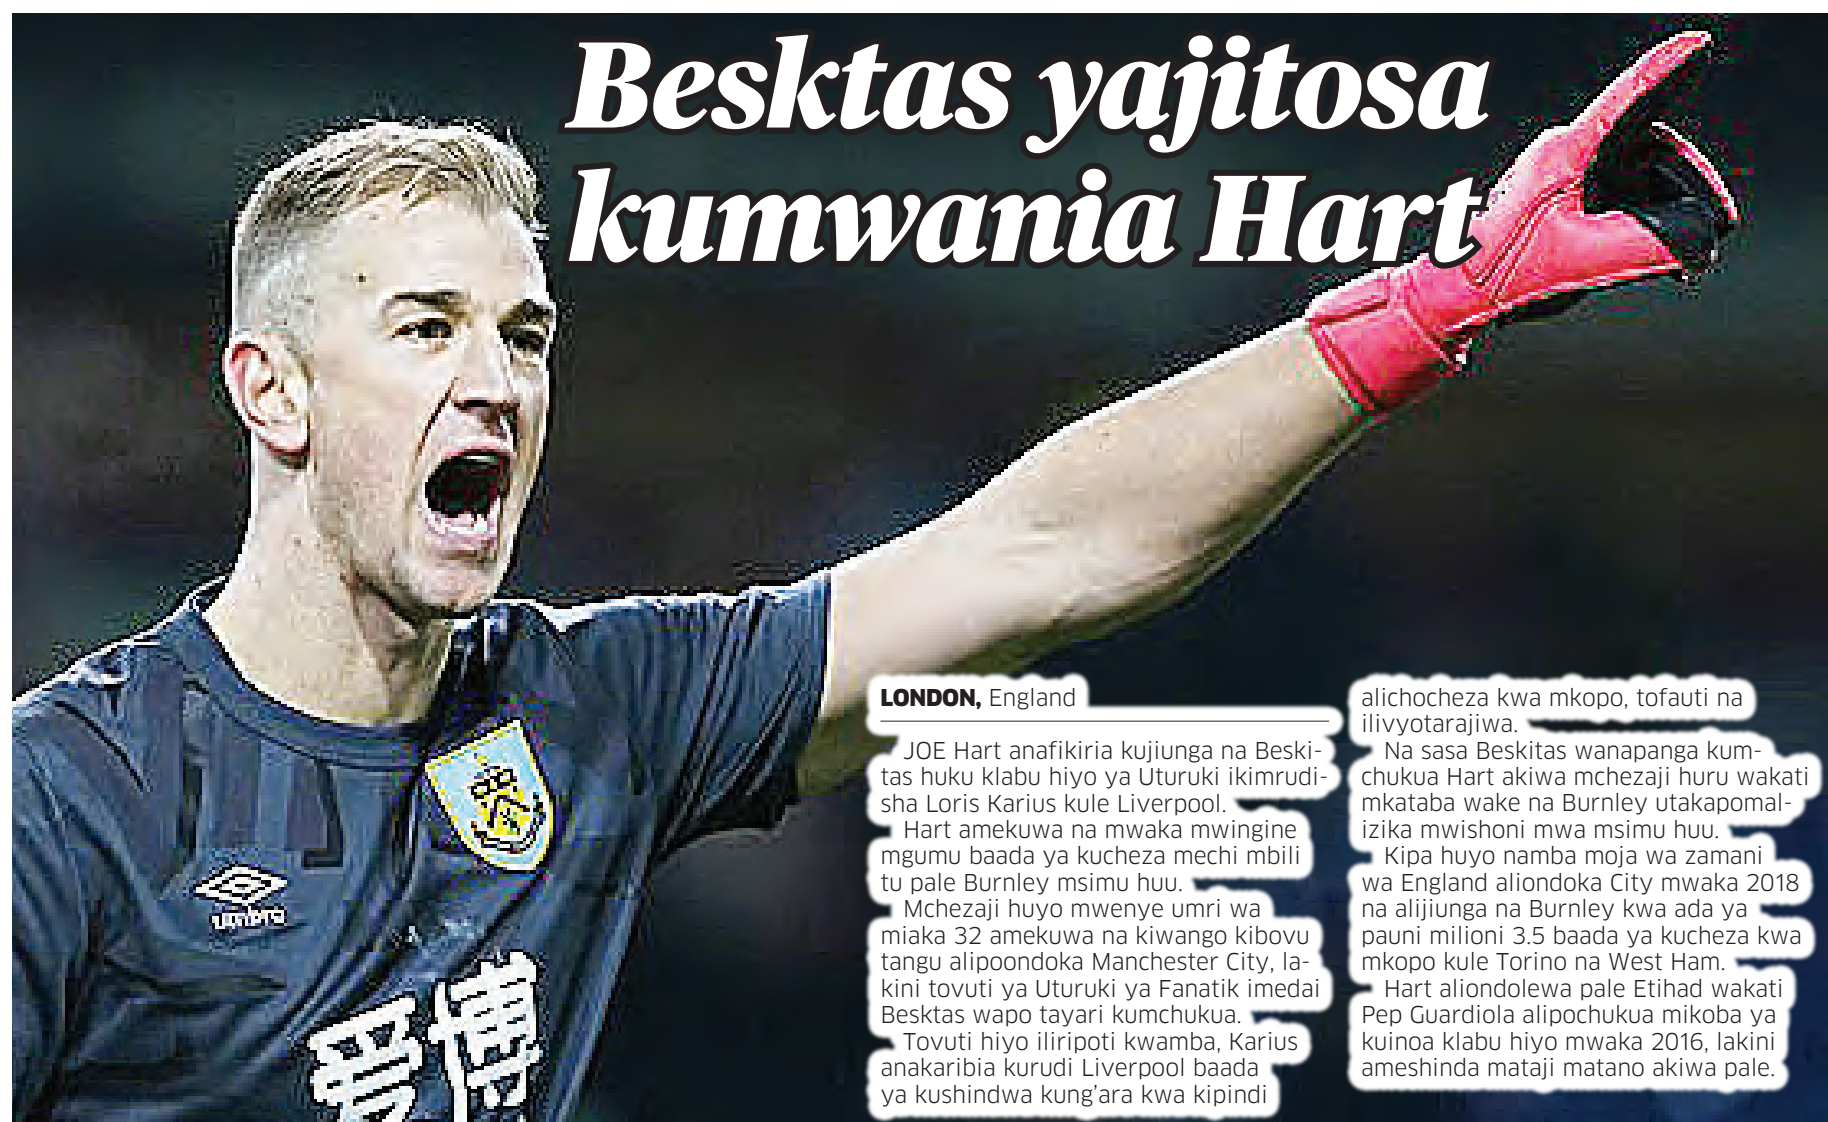 Besktas yajitosa
kumwania Hart
LONDON, England
JOE Hart anafikiria kujiunga na Beski-
tas huku klabu hiyo ya Uturuki ikimrudi-
sha Loris Karius kule Liverpool.
Hart amekuwa na mwaka mwingine
mgumu baada ya kucheza mechi mbili
tu pale Burnley msimu huu.
Mchezaji huyo mwenye umri wa
miaka 32 amekuwa na kiwango kibovu
tangu alipoondoka Manchester City, la-
kini tovuti ya Uturuki ya Fanatik imedai
Besktas wapo tayari kumchukua.
Tovuti hiyo iliripoti kwamba, Karius
anakaribia kurudi Liverpool baada
ya kushindwa kung'ara kwa kipindi
alichocheza kwa mkopo, tofauti na
ilivyotarajiwa.
Na sasa Beskitas wanapanga kum-
chukua Hart akiwa mchezaji huru wakati
mkataba wake na Burnley utakapomal-
izika mwishoni mwa msimu huu.
Kipa huyo namba moja wa zamani
wa England aliondoka City mwaka 2018
na alijiunga na Burnley kwa ada ya
pauni milioni 3.5 baada ya kucheza kwa
mkopo kule Torino na West Ham.
Hart aliondolewa pale Etihad wakati
Pep Guardiola alipochukua mikoba ya
kuinoa klabu hiyo mwaka 2016, lakini
ameshinda mataji matano akiwa pale.
umbro
爱博